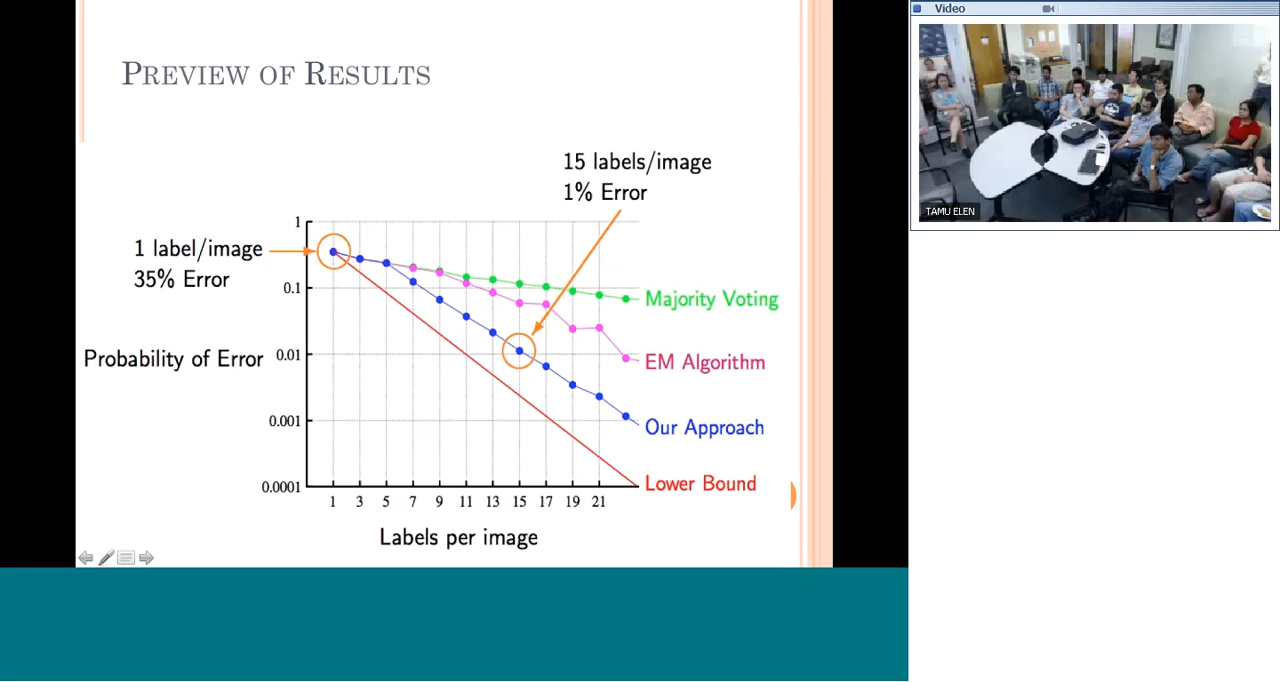 PREVIEW OF RESULTS
15 labels/image
1% Error
1 label/image
35% Error
Probability of Error
1
0.1
0.01
0.001
0.0001
1 3 5 7 9 11 13 15 17 19 21
Labels per image
Majority Voting
EM Algorithm
Our Approach
Lower Bound
Video
TAMU ELEN